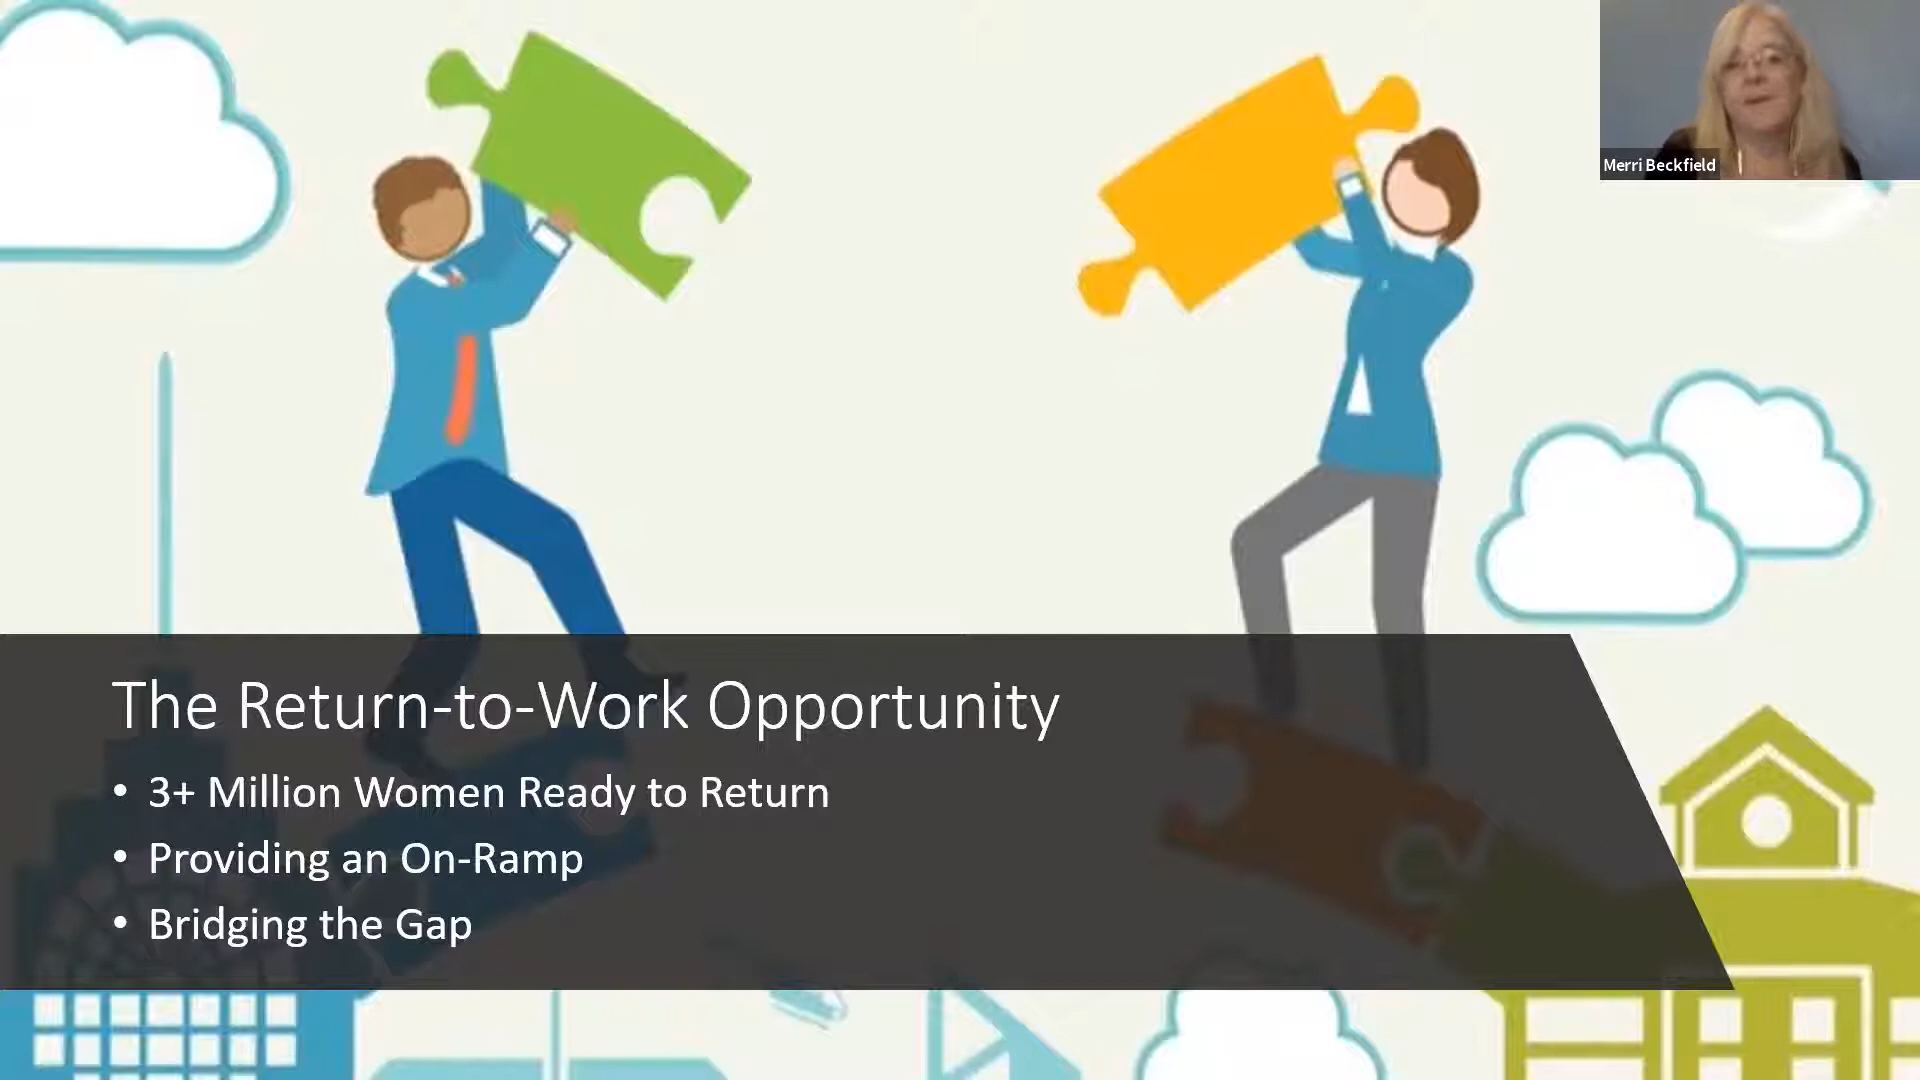 Merri Beckfield
The Return-to-Work Opportunity
• 3+ Million Women Ready to Return
• Providing an On-Ramp
• Bridging the Gap